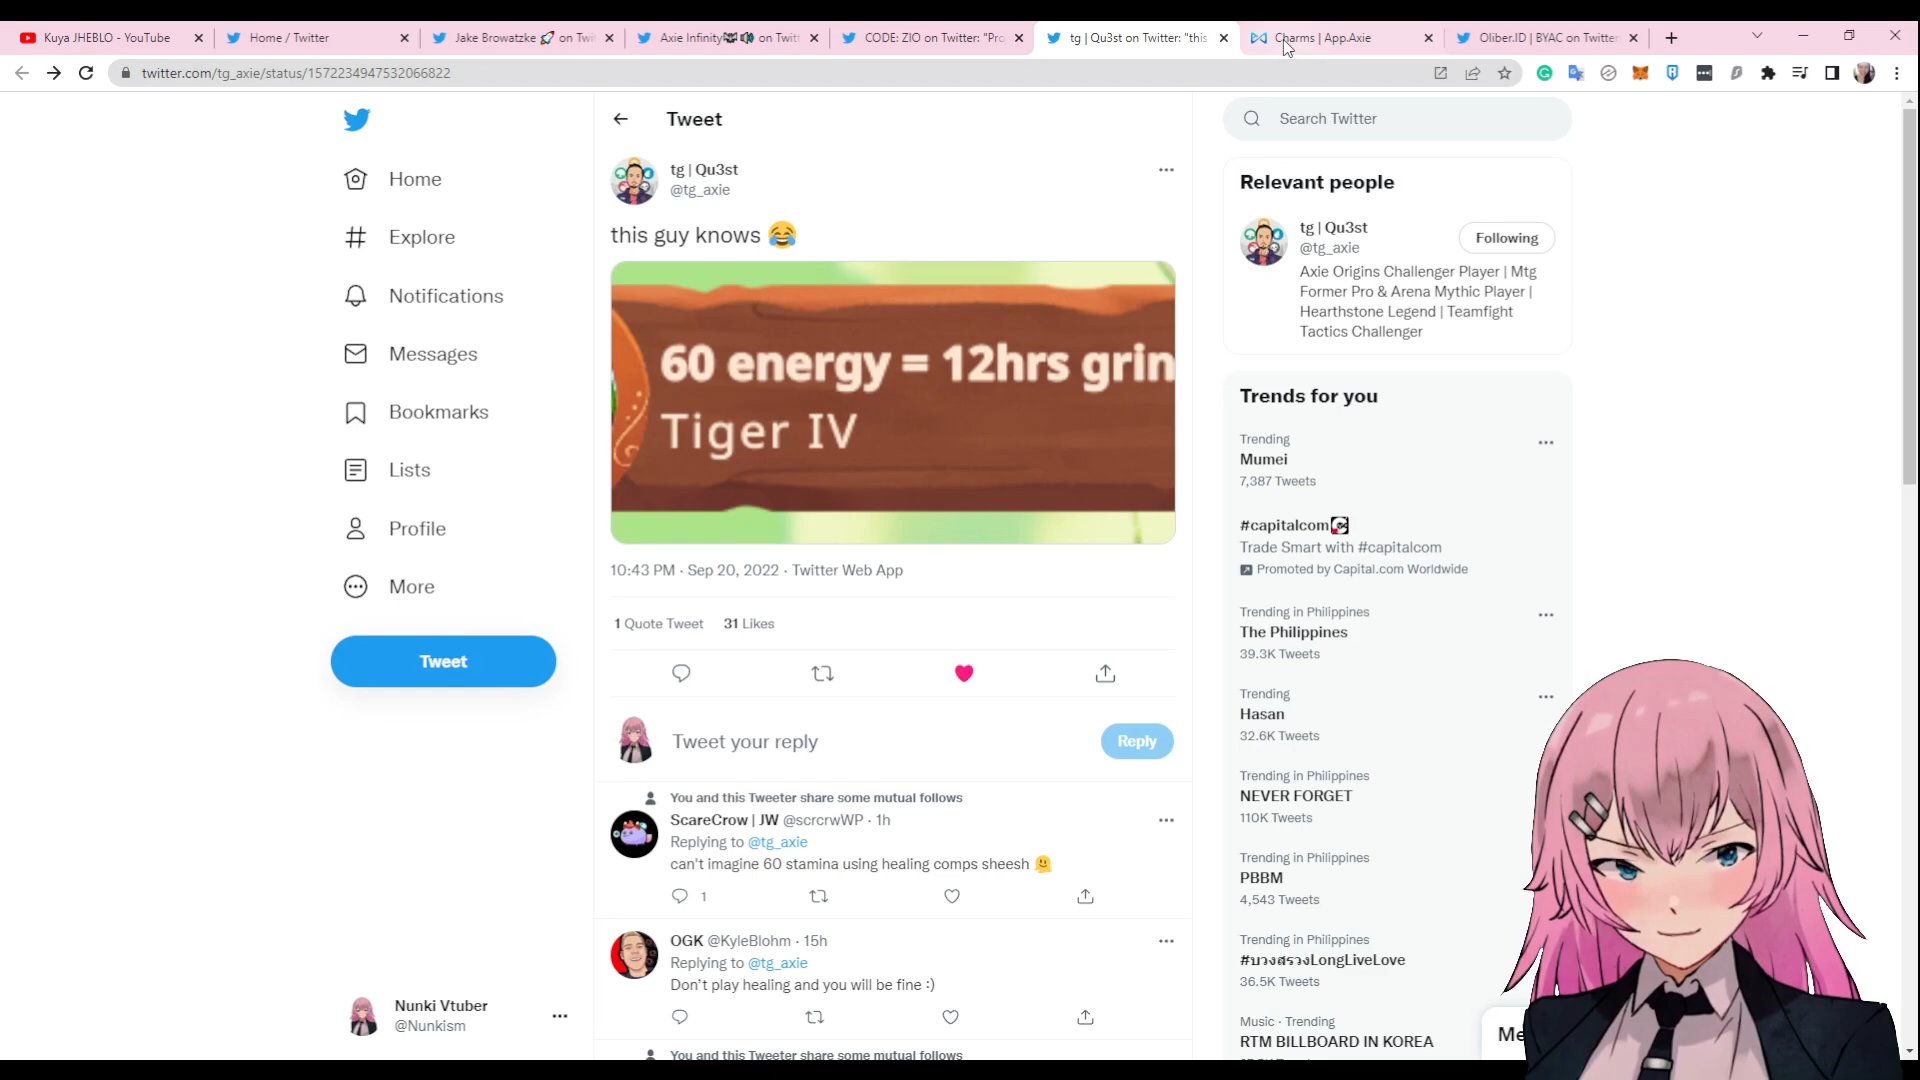 Kuya JHEBLO - YouTube
Home / Twitter
Jake Browatzke 🚀 on Twi
Axie Infinity on Twit
CODE: ZIO on Twitter: "Pro
tg | Qu3st on Twitter: "this
Charms | App.Axie
Oliber.ID | BYAC on Twitter
twitter.com/tg_axie/status/1572234947532066822
Home
Explore
Notifications
Messages
Bookmarks
Lists
Profile
More
Tweet
Nunki Vtuber
@Nunkism
Tweet
tg | Qu3st
@tg_axie
this guy knows 😂
60 energy = 12hrs grin
Tiger IV
10:43 PM · Sep 20, 2022 · Twitter Web App
1 Quote Tweet 31 Likes
Tweet your reply
Reply
You and this Tweeter share some mutual follows
ScareCrow | JW @scrcrwWP · 1h
Replying to @tg_axie
can't imagine 60 stamina using healing comps sheesh 🫠
1
OGK @KyleBlohm · 15h
Replying to @tg_axie
Don't play healing and you will be fine :)
You and this Tweeter share some mutual follows
Search Twitter
Relevant people
tg | Qu3st
@tg_axie
Following
Axie Origins Challenger Player | Mtg
Former Pro & Arena Mythic Player |
Hearthstone Legend | Teamfight
Tactics Challenger
Trends for you
Trending
Mumei
7,387 Tweets
#capitalcom
Trade Smart with #capitalcom
Promoted by Capital.com Worldwide
Trending in Philippines
The Philippines
39.3K Tweets
Trending
Hasan
32.6K Tweets
Trending in Philippines
NEVER FORGET
110K Tweets
Trending in Philippines
PBBM
4,543 Tweets
Trending in Philippines
#บวงสรวงLongLiveLove
36.5K Tweets
Music · Trending
RTM BILLBOARD IN KOREA
Me